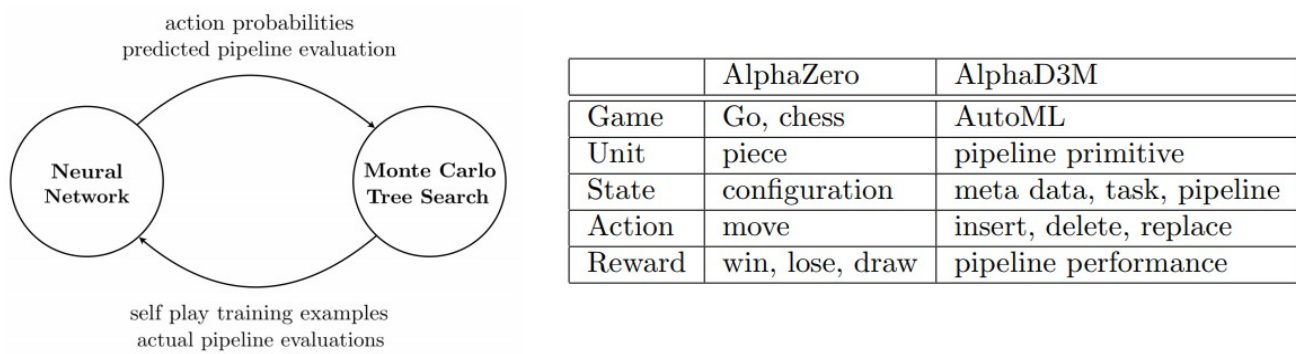 action probabilities
predicted pipeline evaluation
Neural
Network
Monte Carlo
Tree Search
self play training examples
actual pipeline evaluations
AlphaZero AlphaD3M
Game Go, chess AutoML
Unit piece pipeline primitive
State configuration meta data, task, pipeline
Action move insert, delete, replace
Reward win, lose, draw pipeline performance